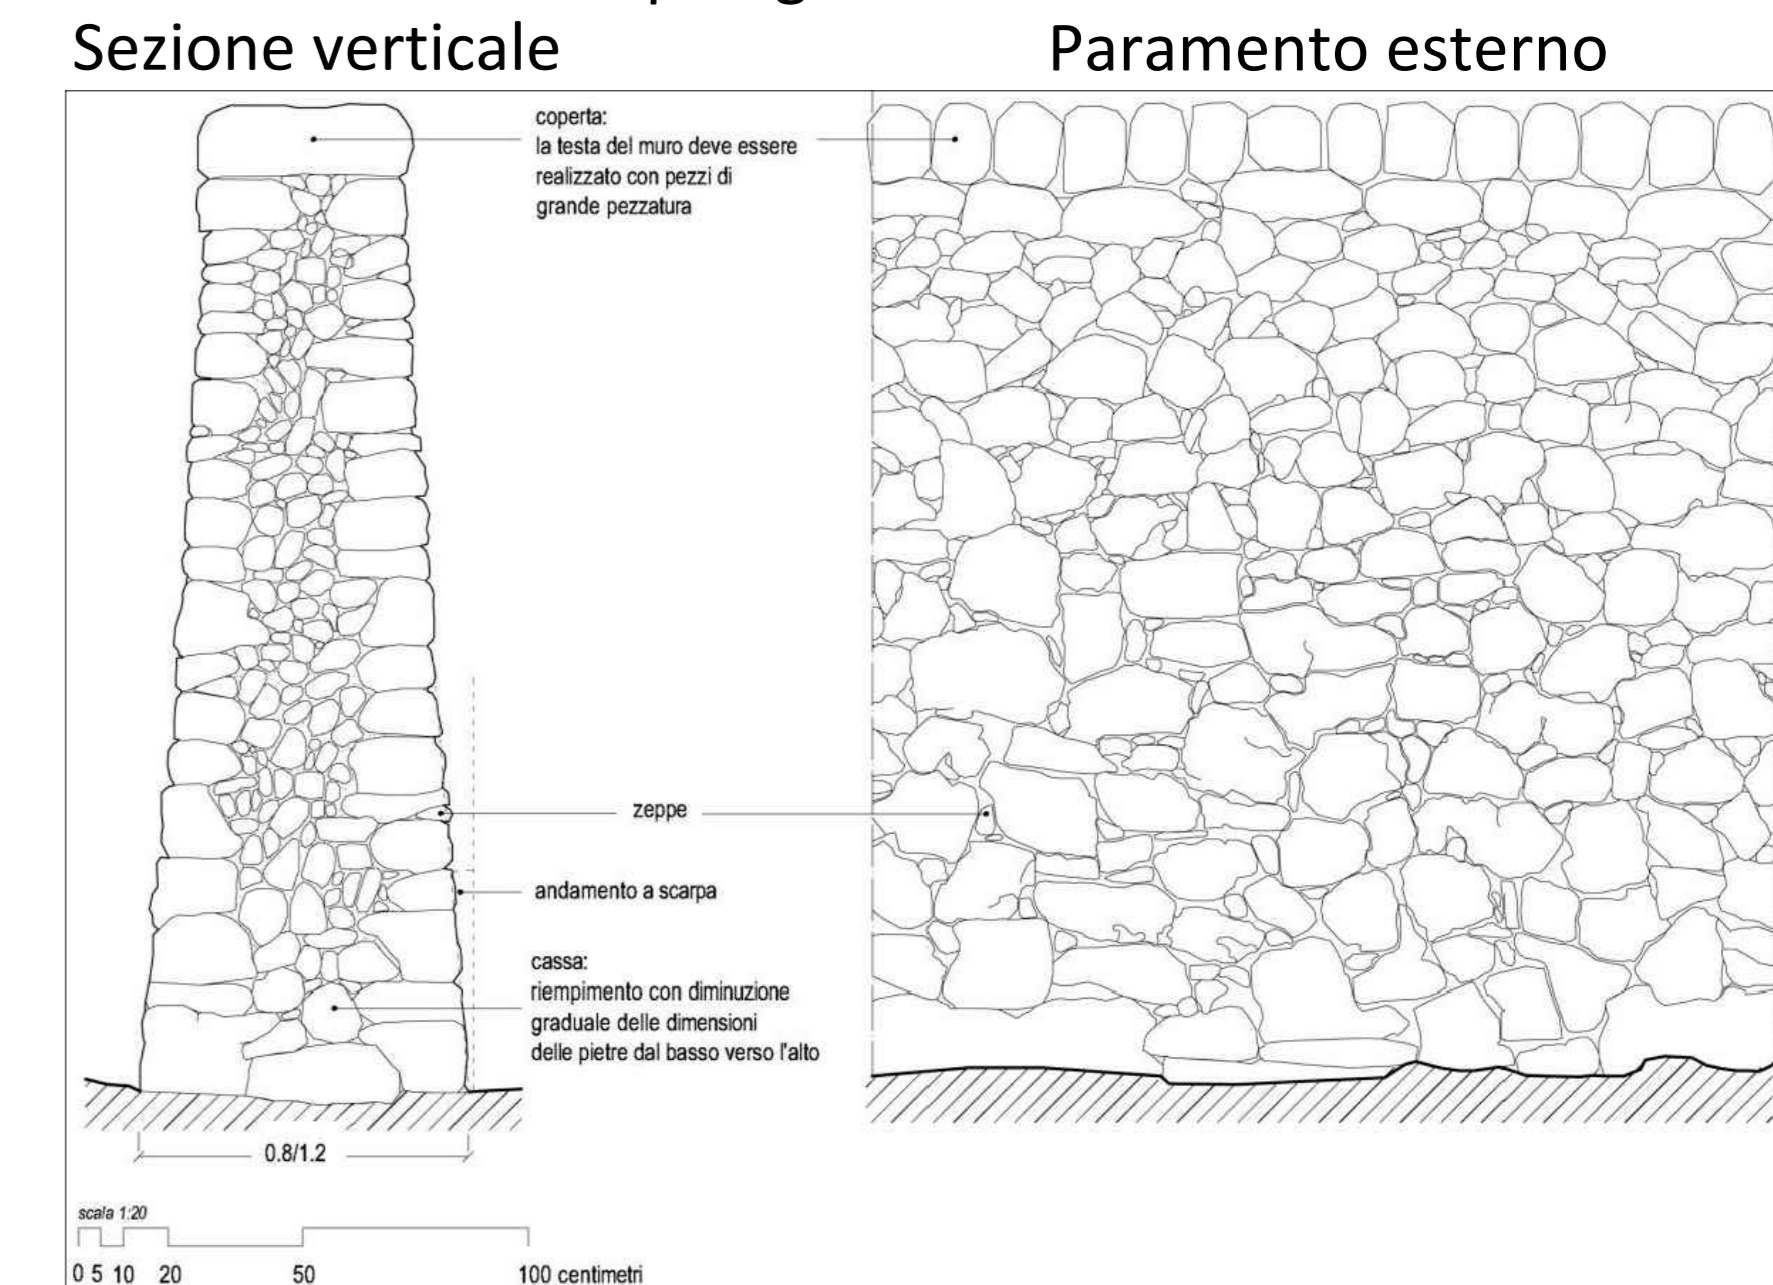 Sezione verticale
Paramento esterno
coperta:
la testa del muro deve essere
realizzato con pezzi di
grande pezzatura
zeppe
andamento a scarpa
cassa:
riempimento con diminuzione
graduale delle dimensioni
delle pietre dal basso verso l'alto
0.8/1.2
scala 1:20
0 5 10 20 50 100 centimetri